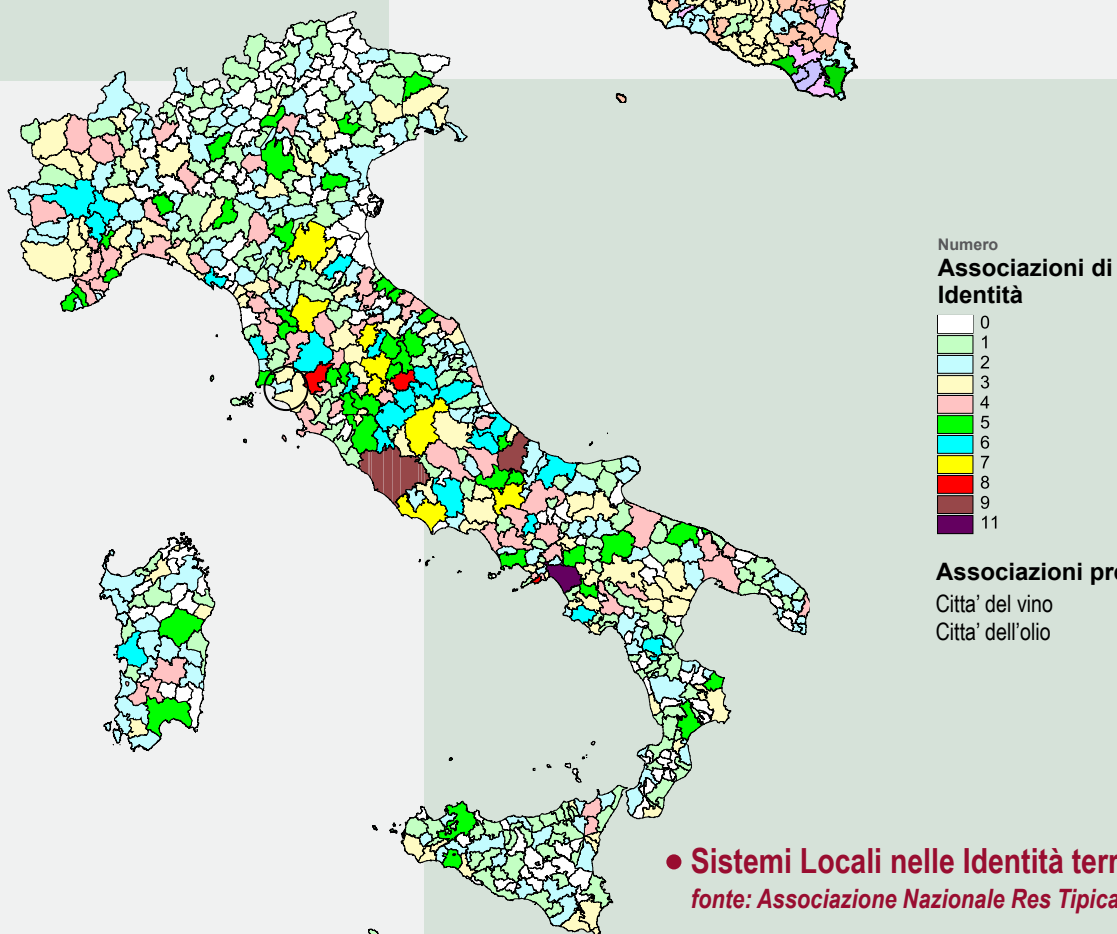 Numero
Associazioni di
Identità
0
1
2
3
4
5
6
7
8
9
11
Associazioni pr
Citta’ del vino
Citta’ dell’olio
• Sistemi Locali nelle Identità terr
fonte: Associazione Nazionale Res Tipica